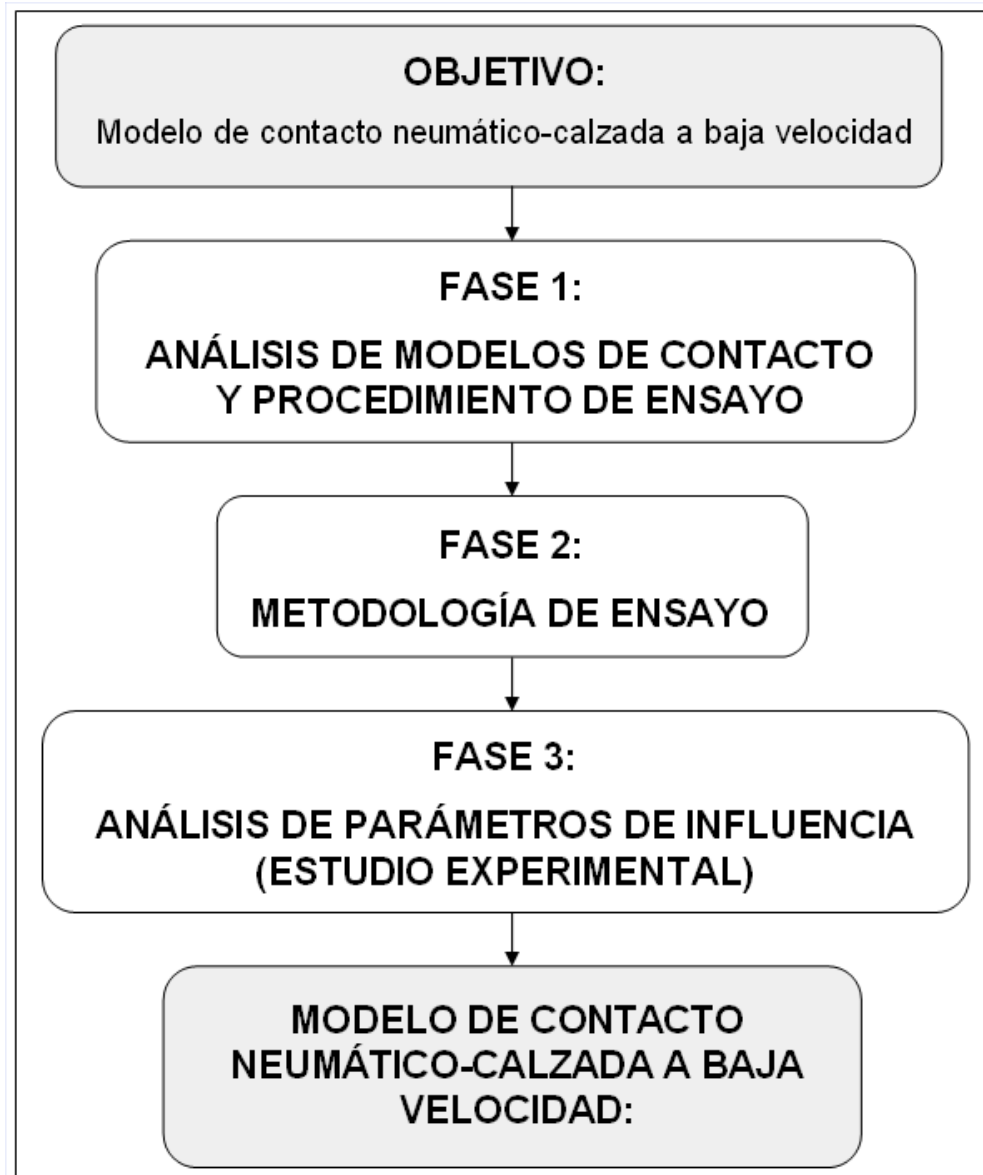 OBJETIVO:
Modelo de contacto neumático-calzada a baja velocidad
FASE 1:
ANÁLISIS DE MODELOS DE CONTACTO
Y PROCEDIMIENTO DE ENSAYO
FASE 2:
METODOLOGÍA DE ENSAYO
FASE 3:
ANÁLISIS DE PARÁMETROS DE INFLUENCIA
(ESTUDIO EXPERIMENTAL)
MODELO DE CONTACTO
NEUMÁTICO-CALZADA A BAJA
VELOCIDAD: